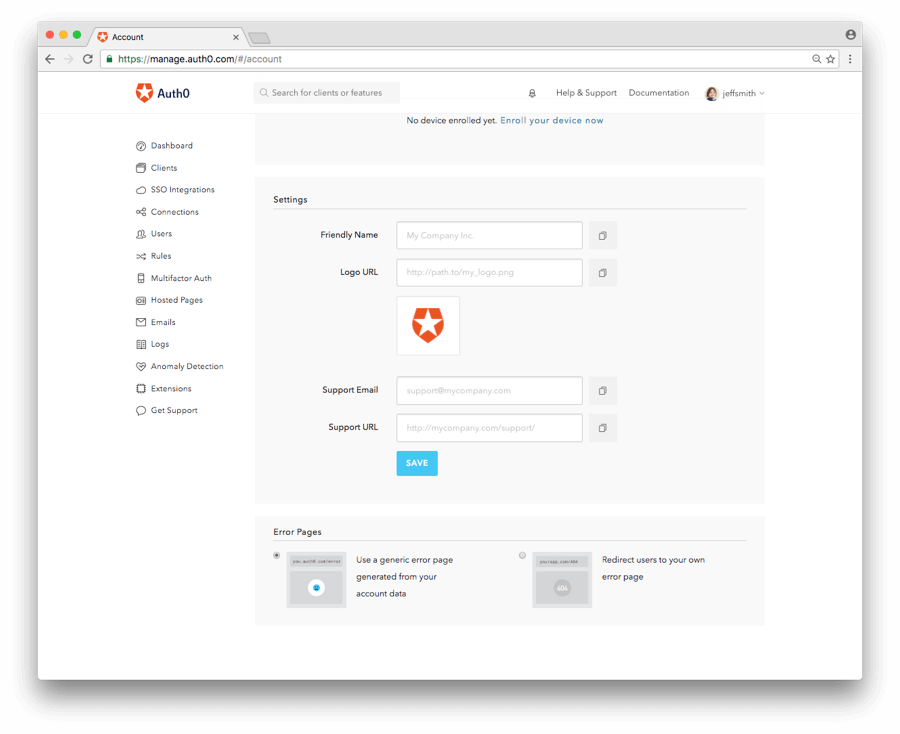 Account
https://manage.auth0.com/#/account
Auth0
Search for clients or features
Help & Support
Documentation
jeffsmith
No device enrolled yet. Enroll your device now
Dashboard
Clients
SSO Integrations
Connections
Users
Rules
Multifactor Auth
Hosted Pages
Emails
Logs
Anomaly Detection
Extensions
Get Support
Settings
Friendly Name
My Company Inc.
Logo URL
http://path.to/my_logo.png
Support Email
support@mycompany.com
Support URL
http://mycompany.com/support/
SAVE
Error Pages
you.auth0.com/error
Use a generic error page
generated from your
account data
yourapp.com/404
404
Redirect users to your own
error page